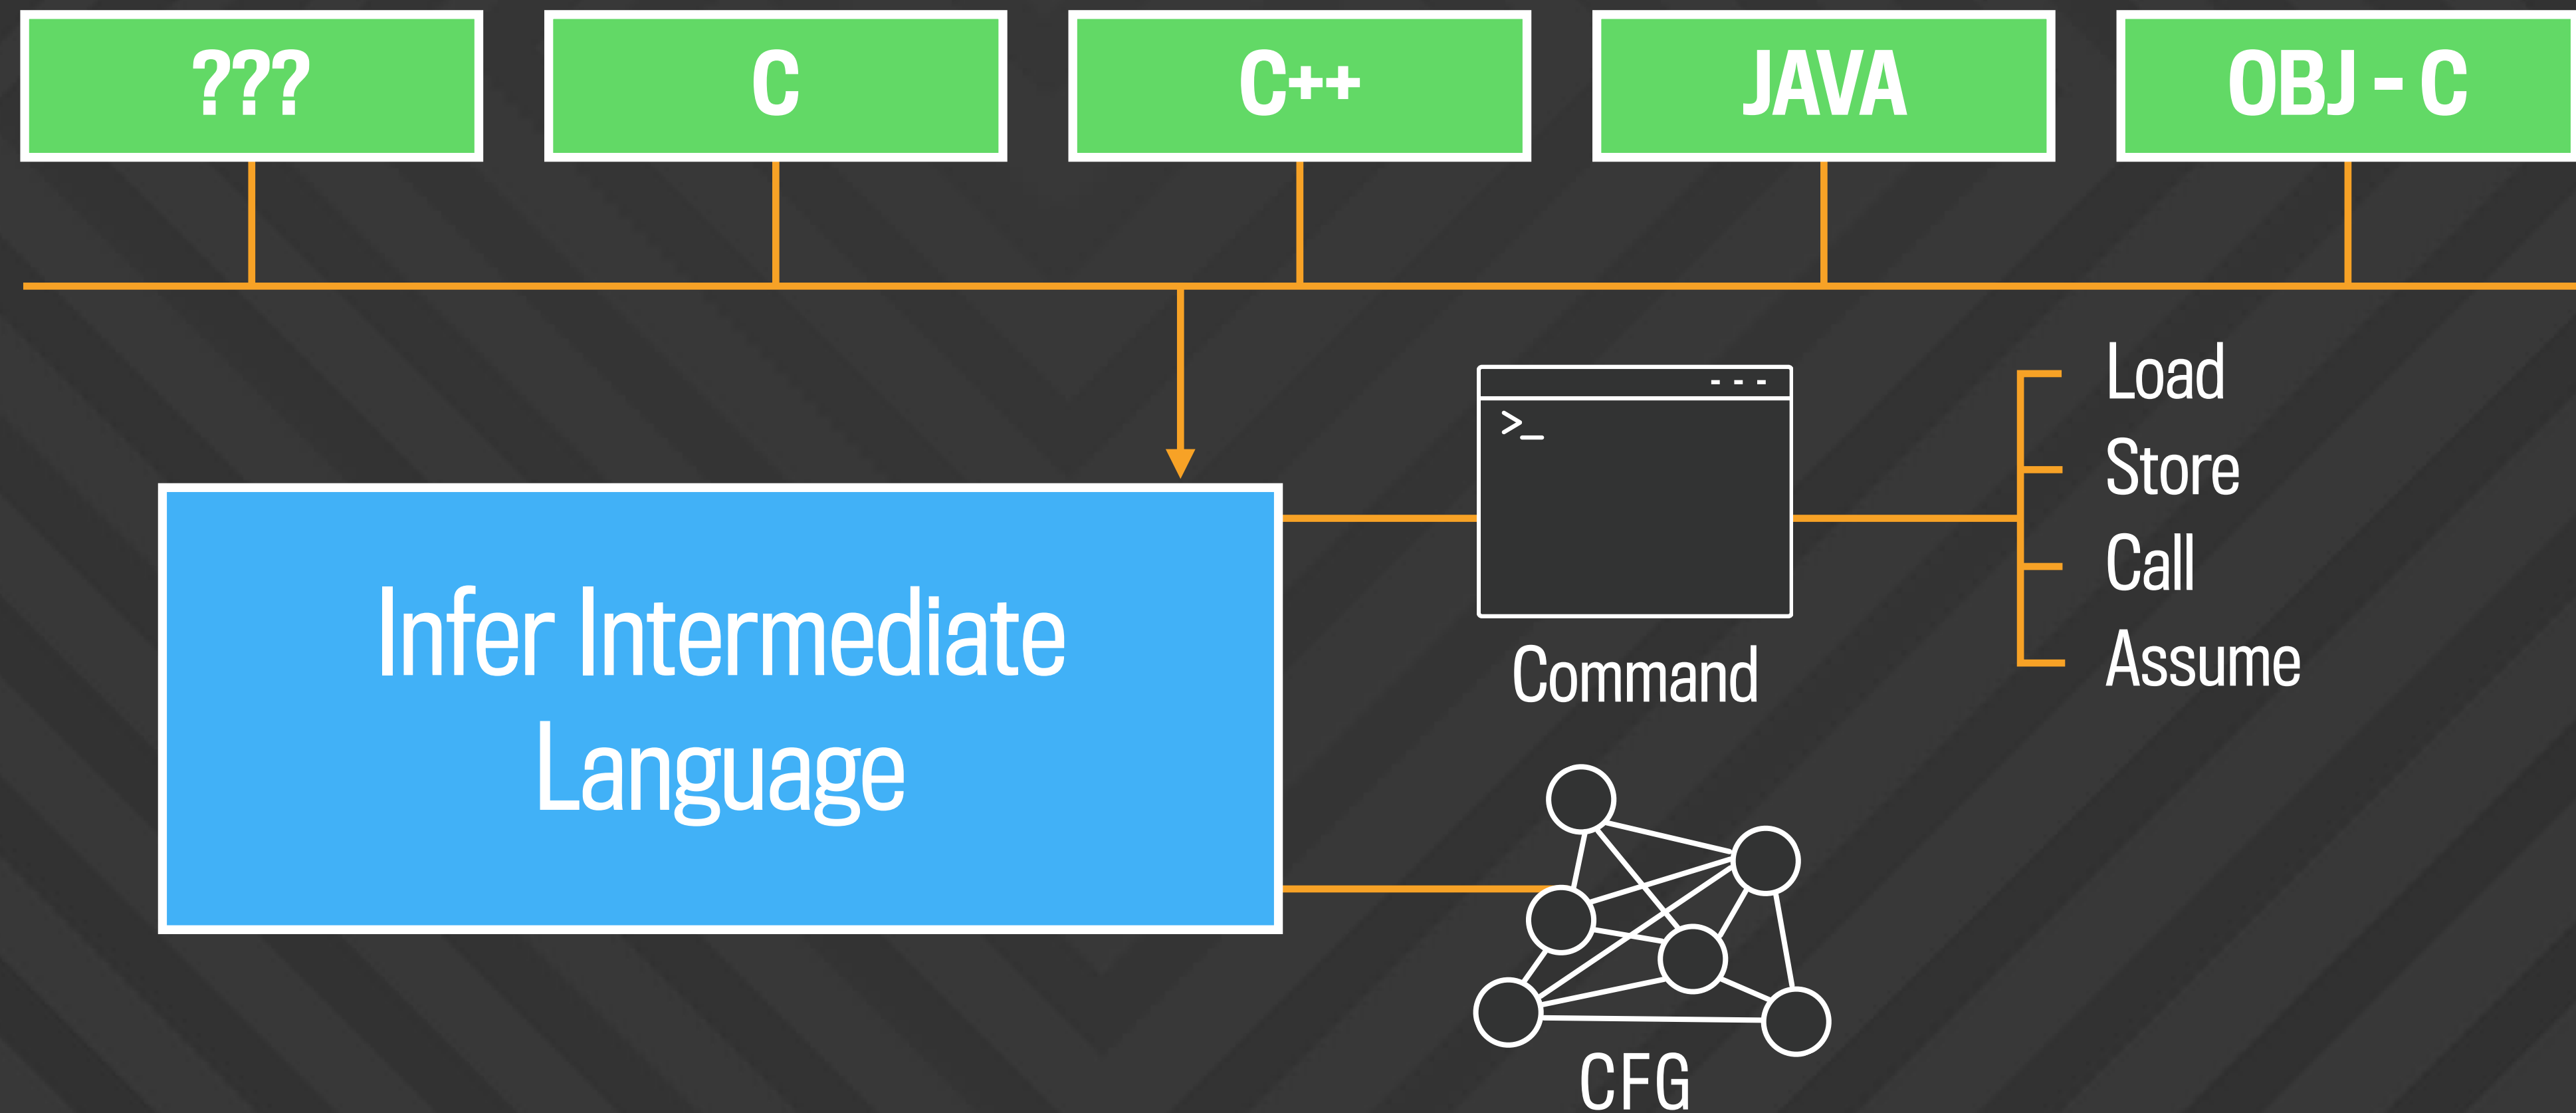 ???
C
C++
JAVA
OBJ - C
Load
Store
Call
Assume
>_
Command
Infer Intermediate
Language
CFG